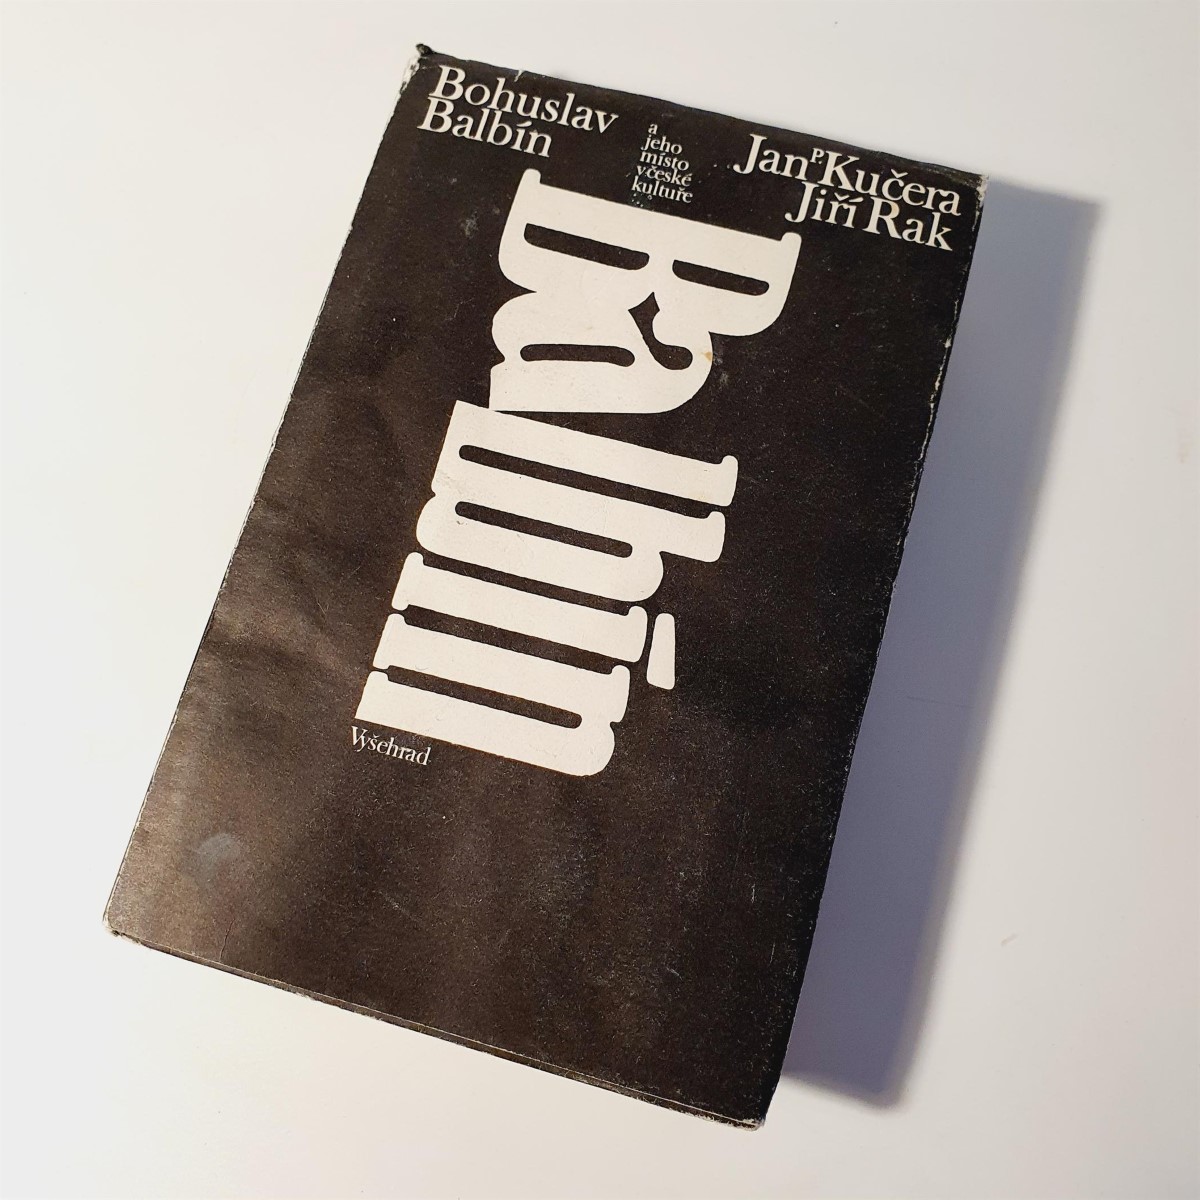 Bohuslav
Balbín
a
jeho
místo
v české
kultuře
Jan P. Kučera
Jiří Rak
Balbín
Vyšehrad